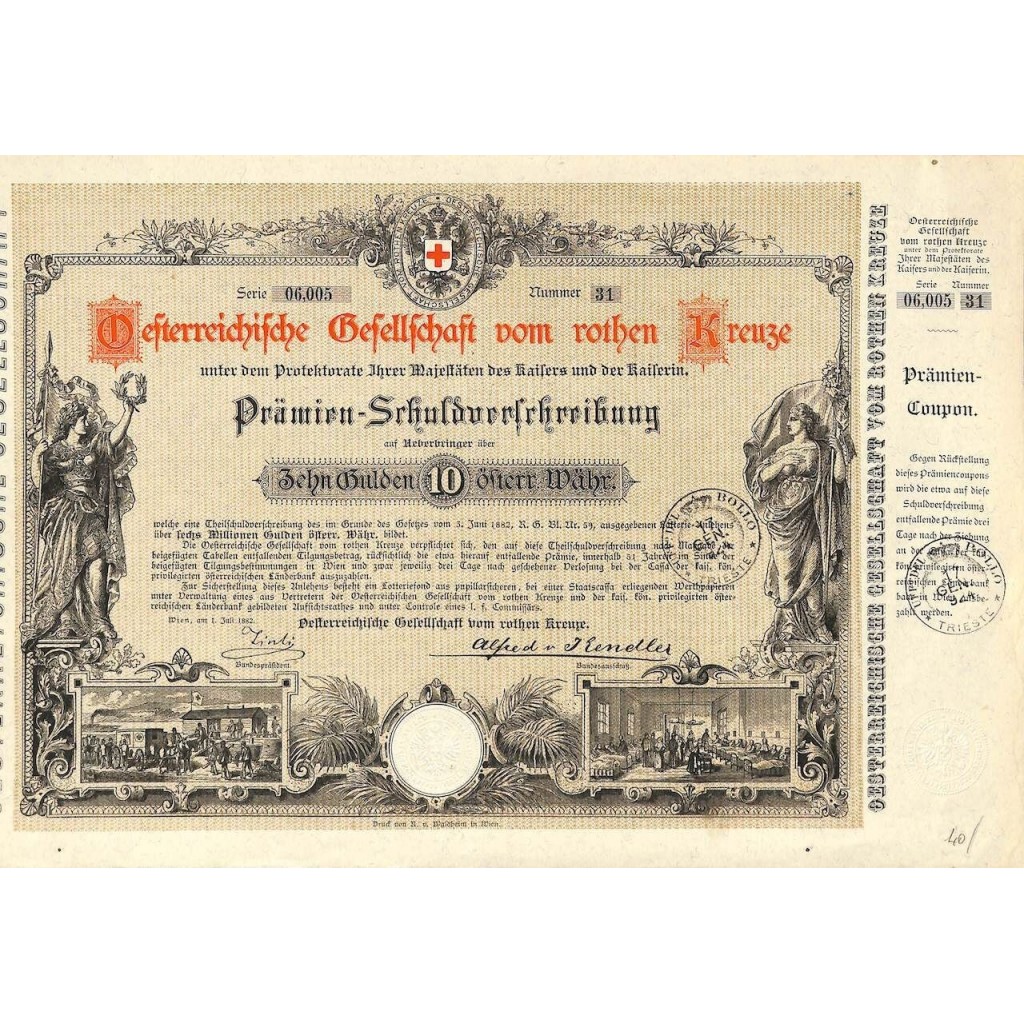 Serie 06,005 Nummer 31
Oesterreichische Gesellschaft vom rothen Kreuze
unter dem Protektorate Ihrer Majestäten des Kaisers und der Kaiserin.
Prämien-Schuldverschreibung
auf Ueberbringer über
Zehn Gulden 10 österr. Währ.
welche eine Theilschuldverschreibung des im Grunde des Gesetzes vom 3. Juni 1882, R. G. Bl. Nr. 59, ausgegebenen Lotterie-Anlehens
über sechs Millionen Gulden österr. Währ. bildet.
Die Oesterreichische Gesellschaft vom rothen Kreuze verpflichtet sich, den auf diese Theilschuldverschreibung nach Massgabe der
beigefügten Tabellen entfallenden Tilgungsbetrag, rücksichtlich die etwa hierauf entfallende Prämie, innerhalb 51 Jahren im Sinne der
beigefügten Tilgungsbestimmungen in Wien und zwar jeweilig drei Tage nach geschehener Verlosung bei der Cassa der kais. kön.
privilegirten österreichischen Länderbank auszuzahlen.
Zur Sicherstellung dieses Anlehens besteht ein Lotteriefond aus pupillarsicheren, bei einer Staatscassa erliegenden Werthpapieren
unter Verwaltung eines aus Vertretern der Oesterreichischen Gesellschaft vom rothen Kreuze und der kais. kön. privilegirten öster-
reichischen Länderbank gebildeten Aufsichtsrathes und unter Controle eines l. f. Commissärs.
Wien, am 1. Juli 1882.
Oesterreichische Gesellschaft vom rothen Kreuze.
Alfred v Kendler
Bundespräsident. Bundesausschuß.
Druck von R. v. Waldheim in Wien.
BOLLO
GEN.
TRIESTE
OESTERREICHISCHE GESELLSCHAFT VOM ROTHEN KREUZE
Oesterreichische
Gesellschaft
vom rothen Kreuze
unter dem Protektorate
Ihrer Majestäten des
Kaisers und der Kaiserin.
Serie Nummer
06,005 31
Prämien-
Coupon.
Gegen Rückstellung
dieses Prämiencoupons
wird die etwa auf diese
Schuldverschreibung
entfallende Prämie drei
Tage nach der Ziehung
an der Cassa der kais.
kön. privilegirten öster-
reichischen Länderbank
in Wien ausbe-
zahlt werden.
BOLLO
GEN.
TRIESTE
40/